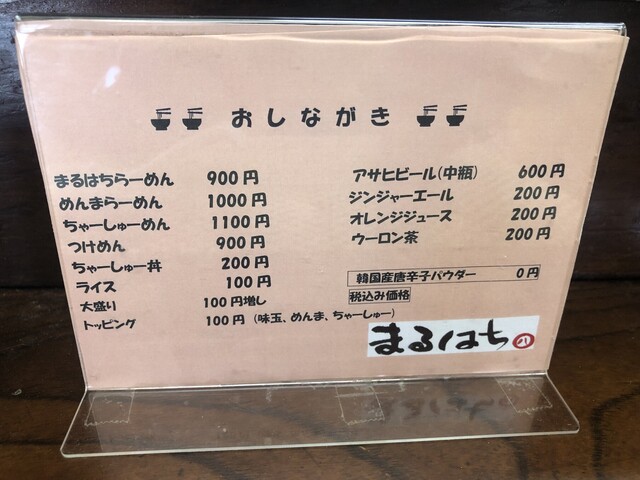 おしながき
まるはちらーめん 900円
めんまらーめん 1000円
ちゃーしゅーめん 1100円
つけめん 900円
ちゃーしゅー丼 200円
ライス 100円
大盛り 100円増し
トッピング 100円 (味玉、めんま、ちゃーしゅー)
アサヒビール(中瓶) 600円
ジンジャーエール 200円
オレンジジュース 200円
ウーロン茶 200円
韓国産唐辛子パウダー 0円
税込み価格
まるはち 八